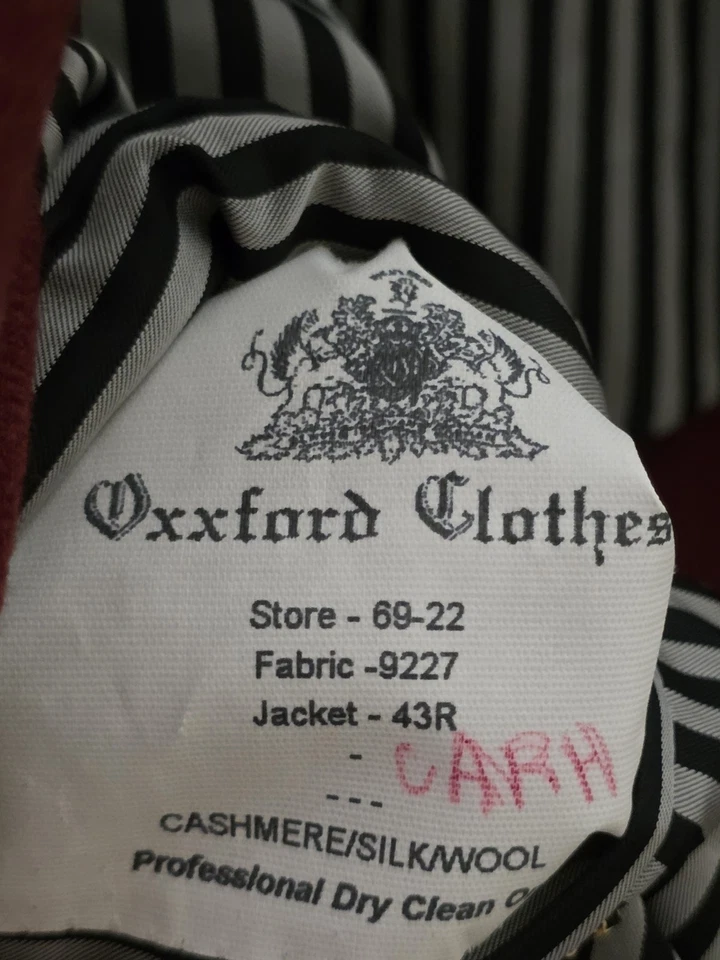 Oxxford Clothes
Store - 69-22
Fabric -9227
Jacket - 43R
-
CARH
- - -
CASHMERE/SILK/WOOL
Professional Dry Clean